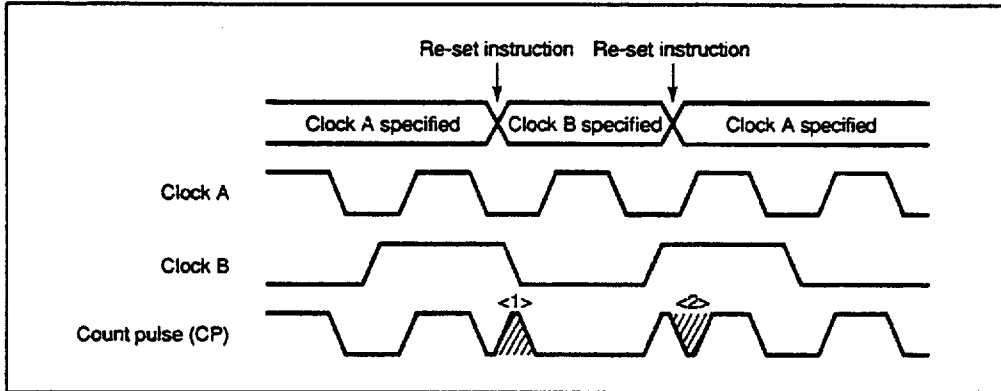 Re-set instruction Re-set instruction
Clock A specified Clock B specified Clock A specified
Clock A
Clock B
<1> <2>
Count pulse (CP)